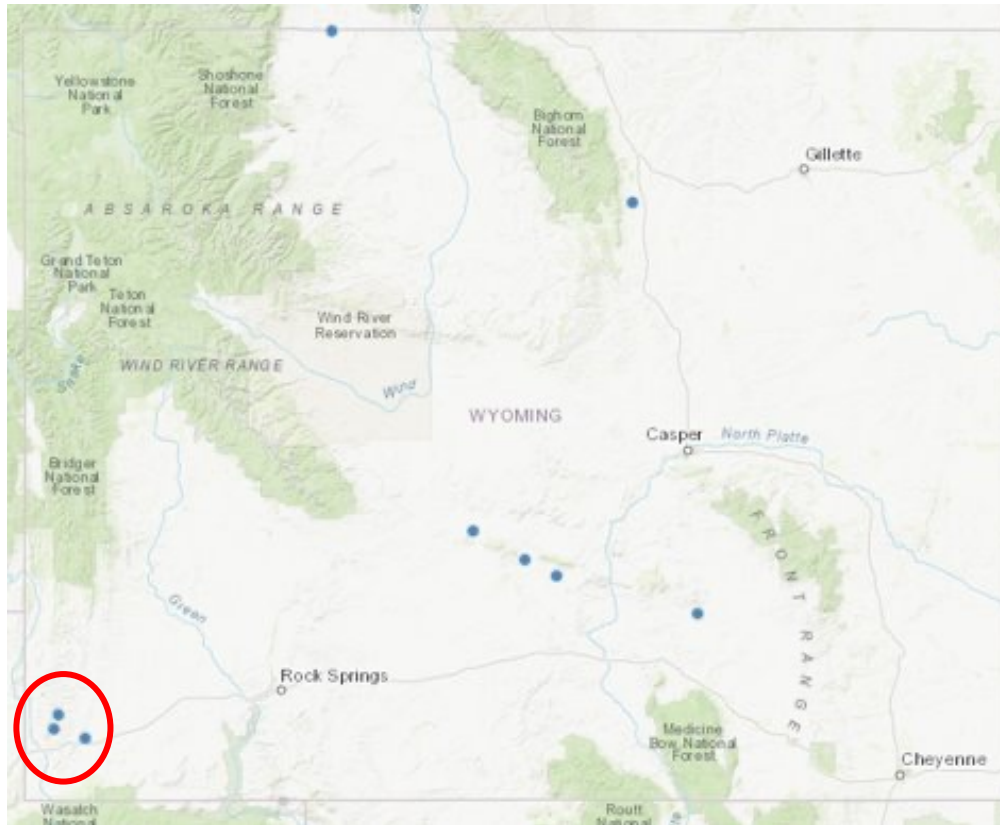 Yellowstone
National
Park
Shoshone
National
Forest
Bighorn
National
Forest
Gillette
ABSAROKA RANGE
Grand Teton
National
Park
Teton
National
Forest
Wind River
Reservation
Snake
WIND RIVER RANGE
Wind
WYOMING
Casper
North Platte
Bridger
National
Forest
FRONT RANGE
Green
Rock Springs
Medicine
Bow National
Forest
Cheyenne
Wasatch
National
Routt
National